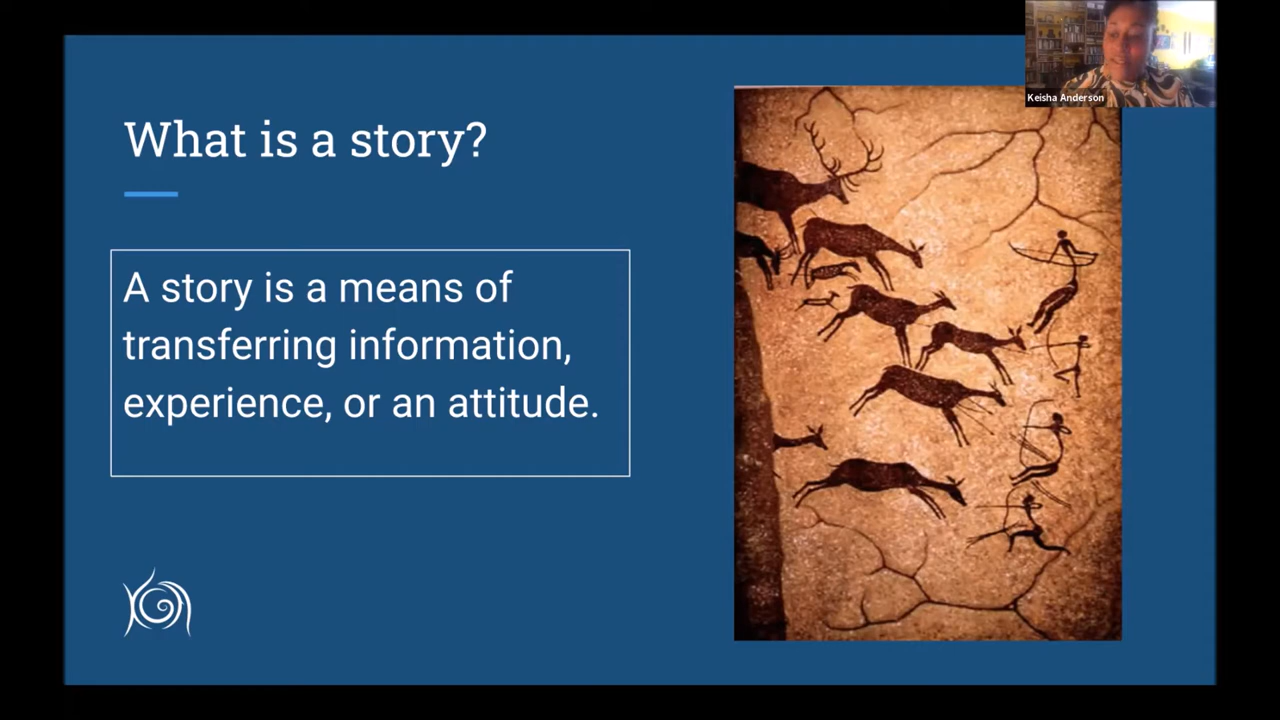 What is a story?
A story is a means of
transferring information,
experience, or an attitude.
Keisha Anderson